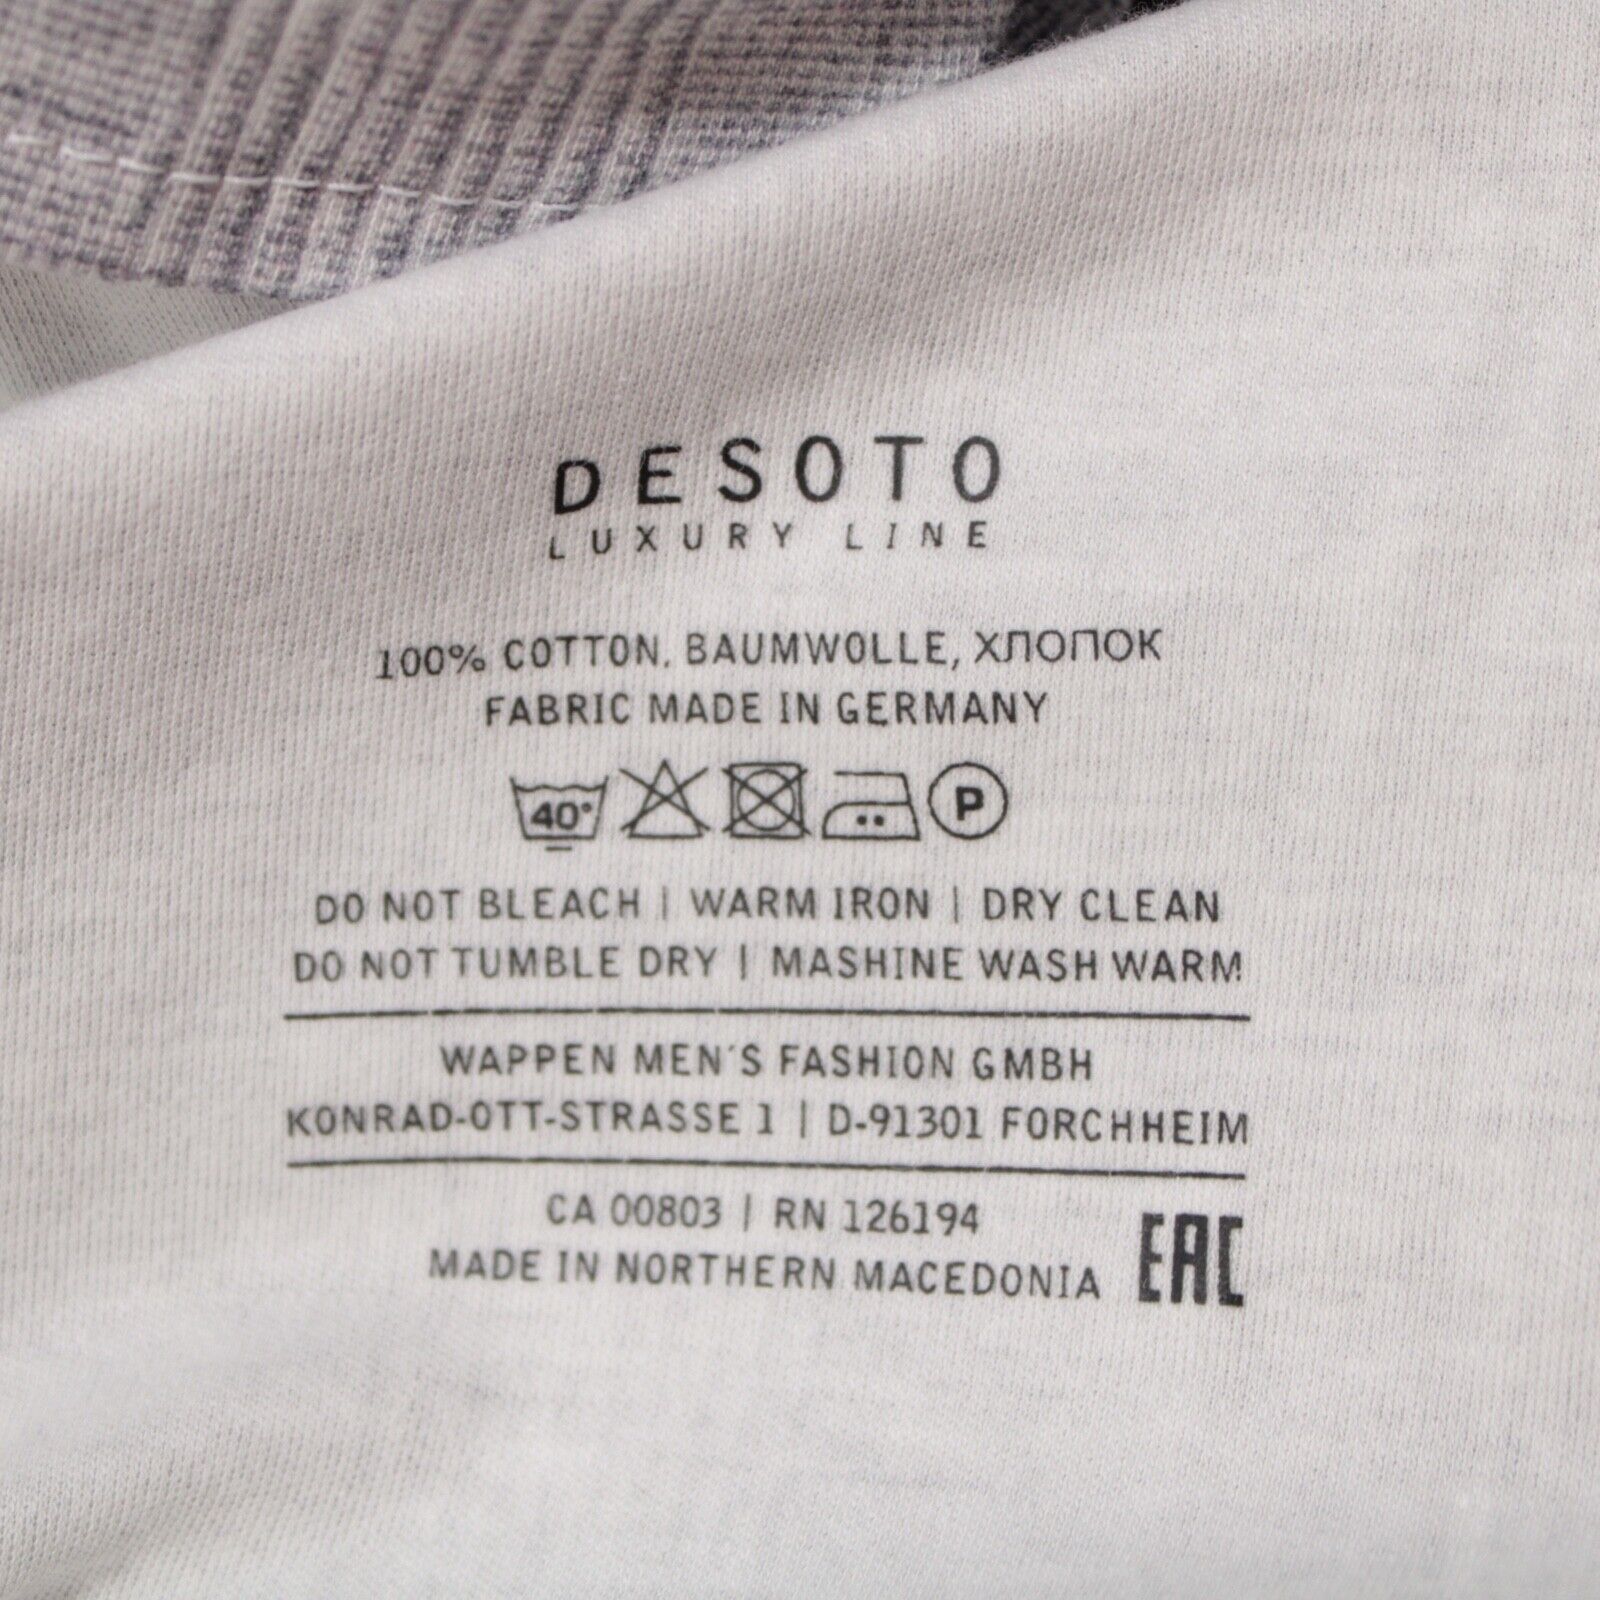 DESOTO
LUXURY LINE
100% COTTON, BAUMWOLLE, ХЛОПОК
FABRIC MADE IN GERMANY
40° P
DO NOT BLEACH | WARM IRON | DRY CLEAN
DO NOT TUMBLE DRY | MASHINE WASH WARM
WAPPEN MEN´S FASHION GMBH
KONRAD-OTT-STRASSE 1 | D-91301 FORCHHEIM
CA 00803 | RN 126194
MADE IN NORTHERN MACEDONIA EAC